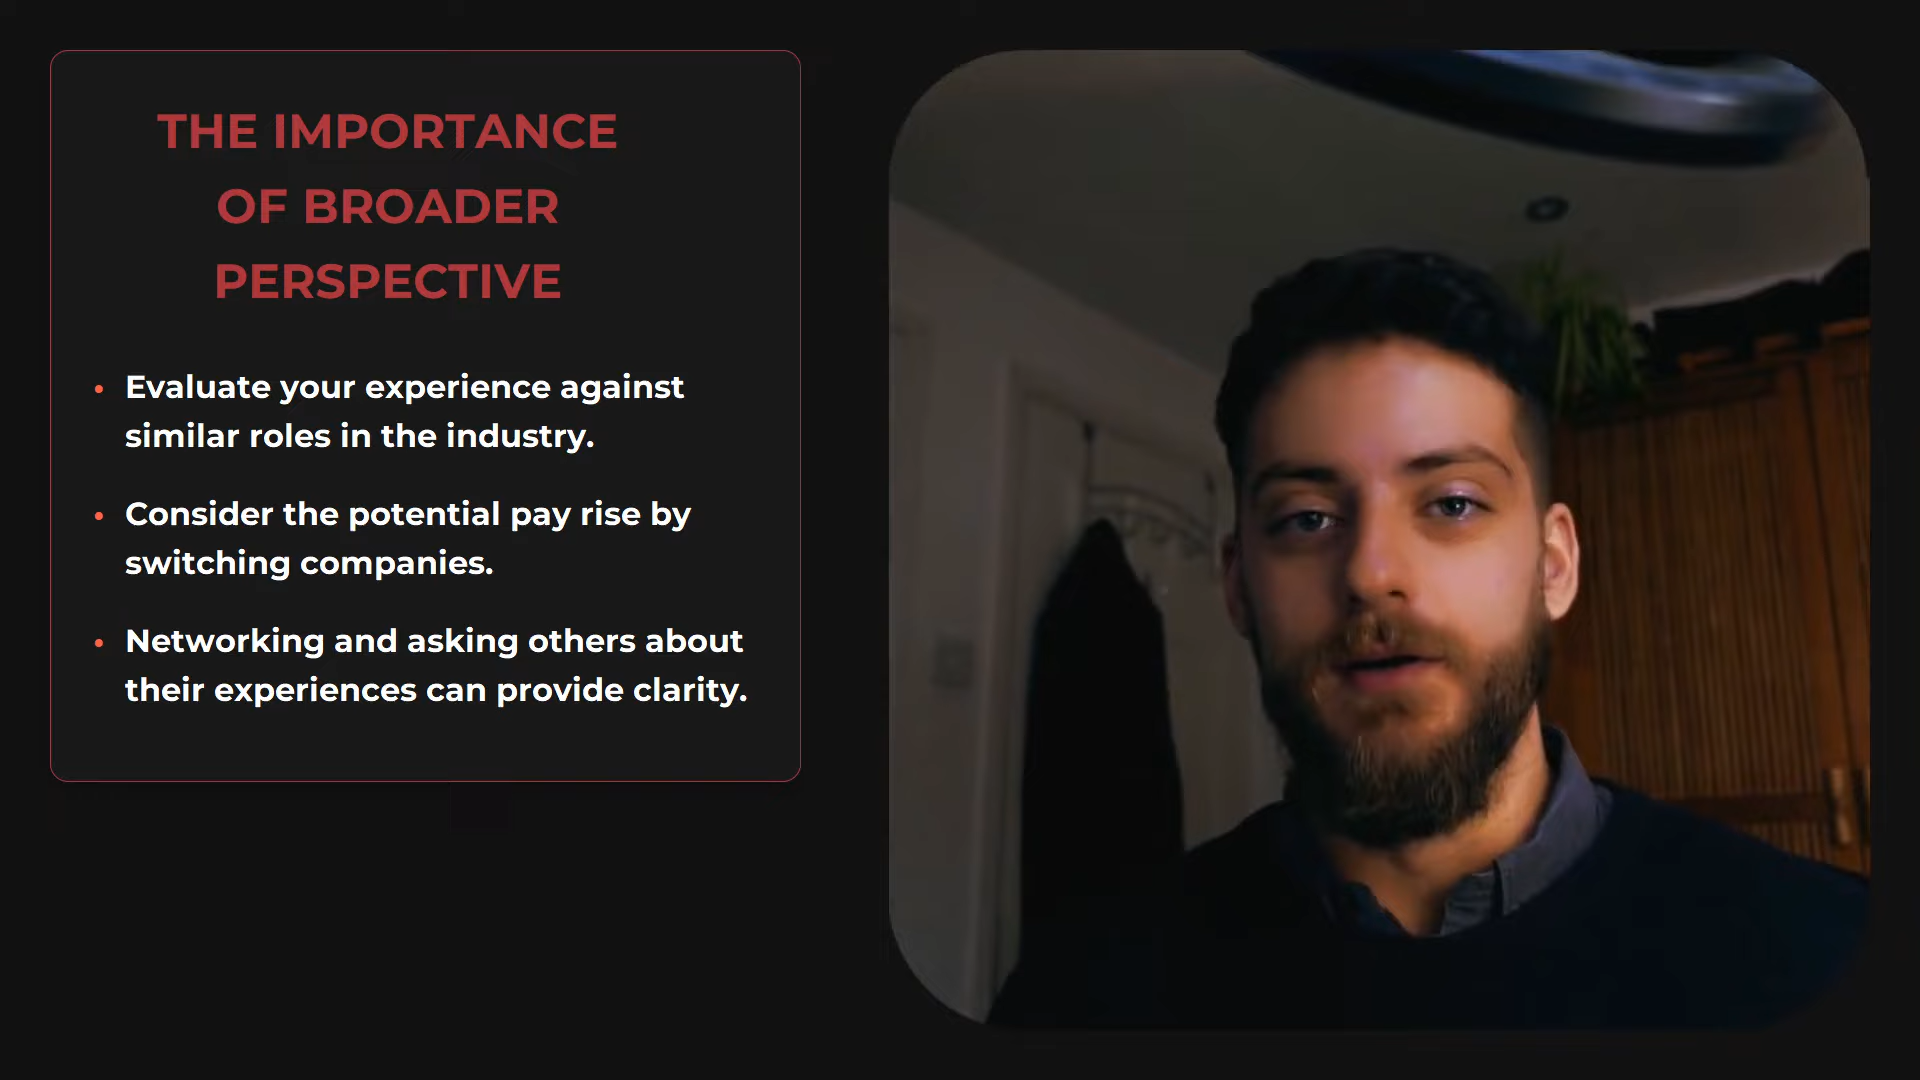 THE IMPORTANCE
OF BROADER
PERSPECTIVE
• Evaluate your experience against
similar roles in the industry.
• Consider the potential pay rise by
switching companies.
• Networking and asking others about
their experiences can provide clarity.